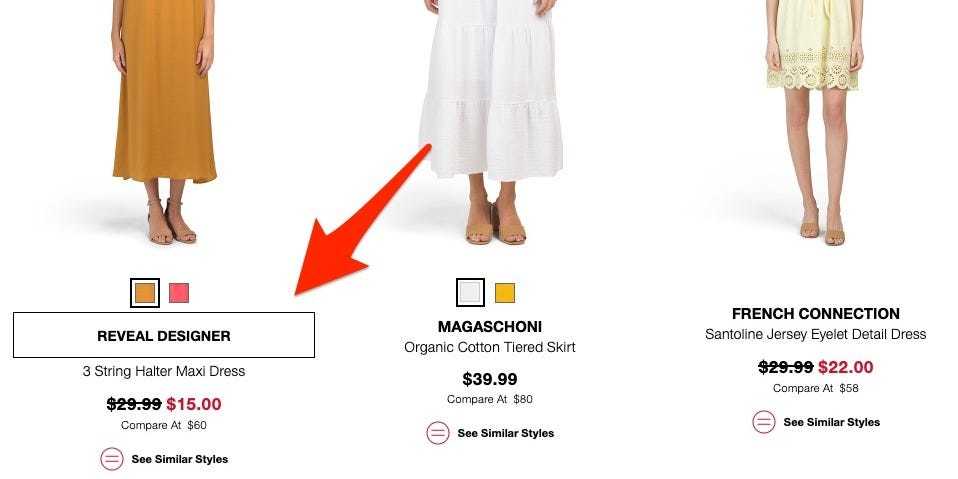 REVEAL DESIGNER
3 String Halter Maxi Dress
$29.99 $15.00
Compare At $60
See Similar Styles
MAGASCHONI
Organic Cotton Tiered Skirt
$39.99
Compare At $80
See Similar Styles
FRENCH CONNECTION
Santoline Jersey Eyelet Detail Dress
$29.99 $22.00
Compare At $58
See Similar Styles